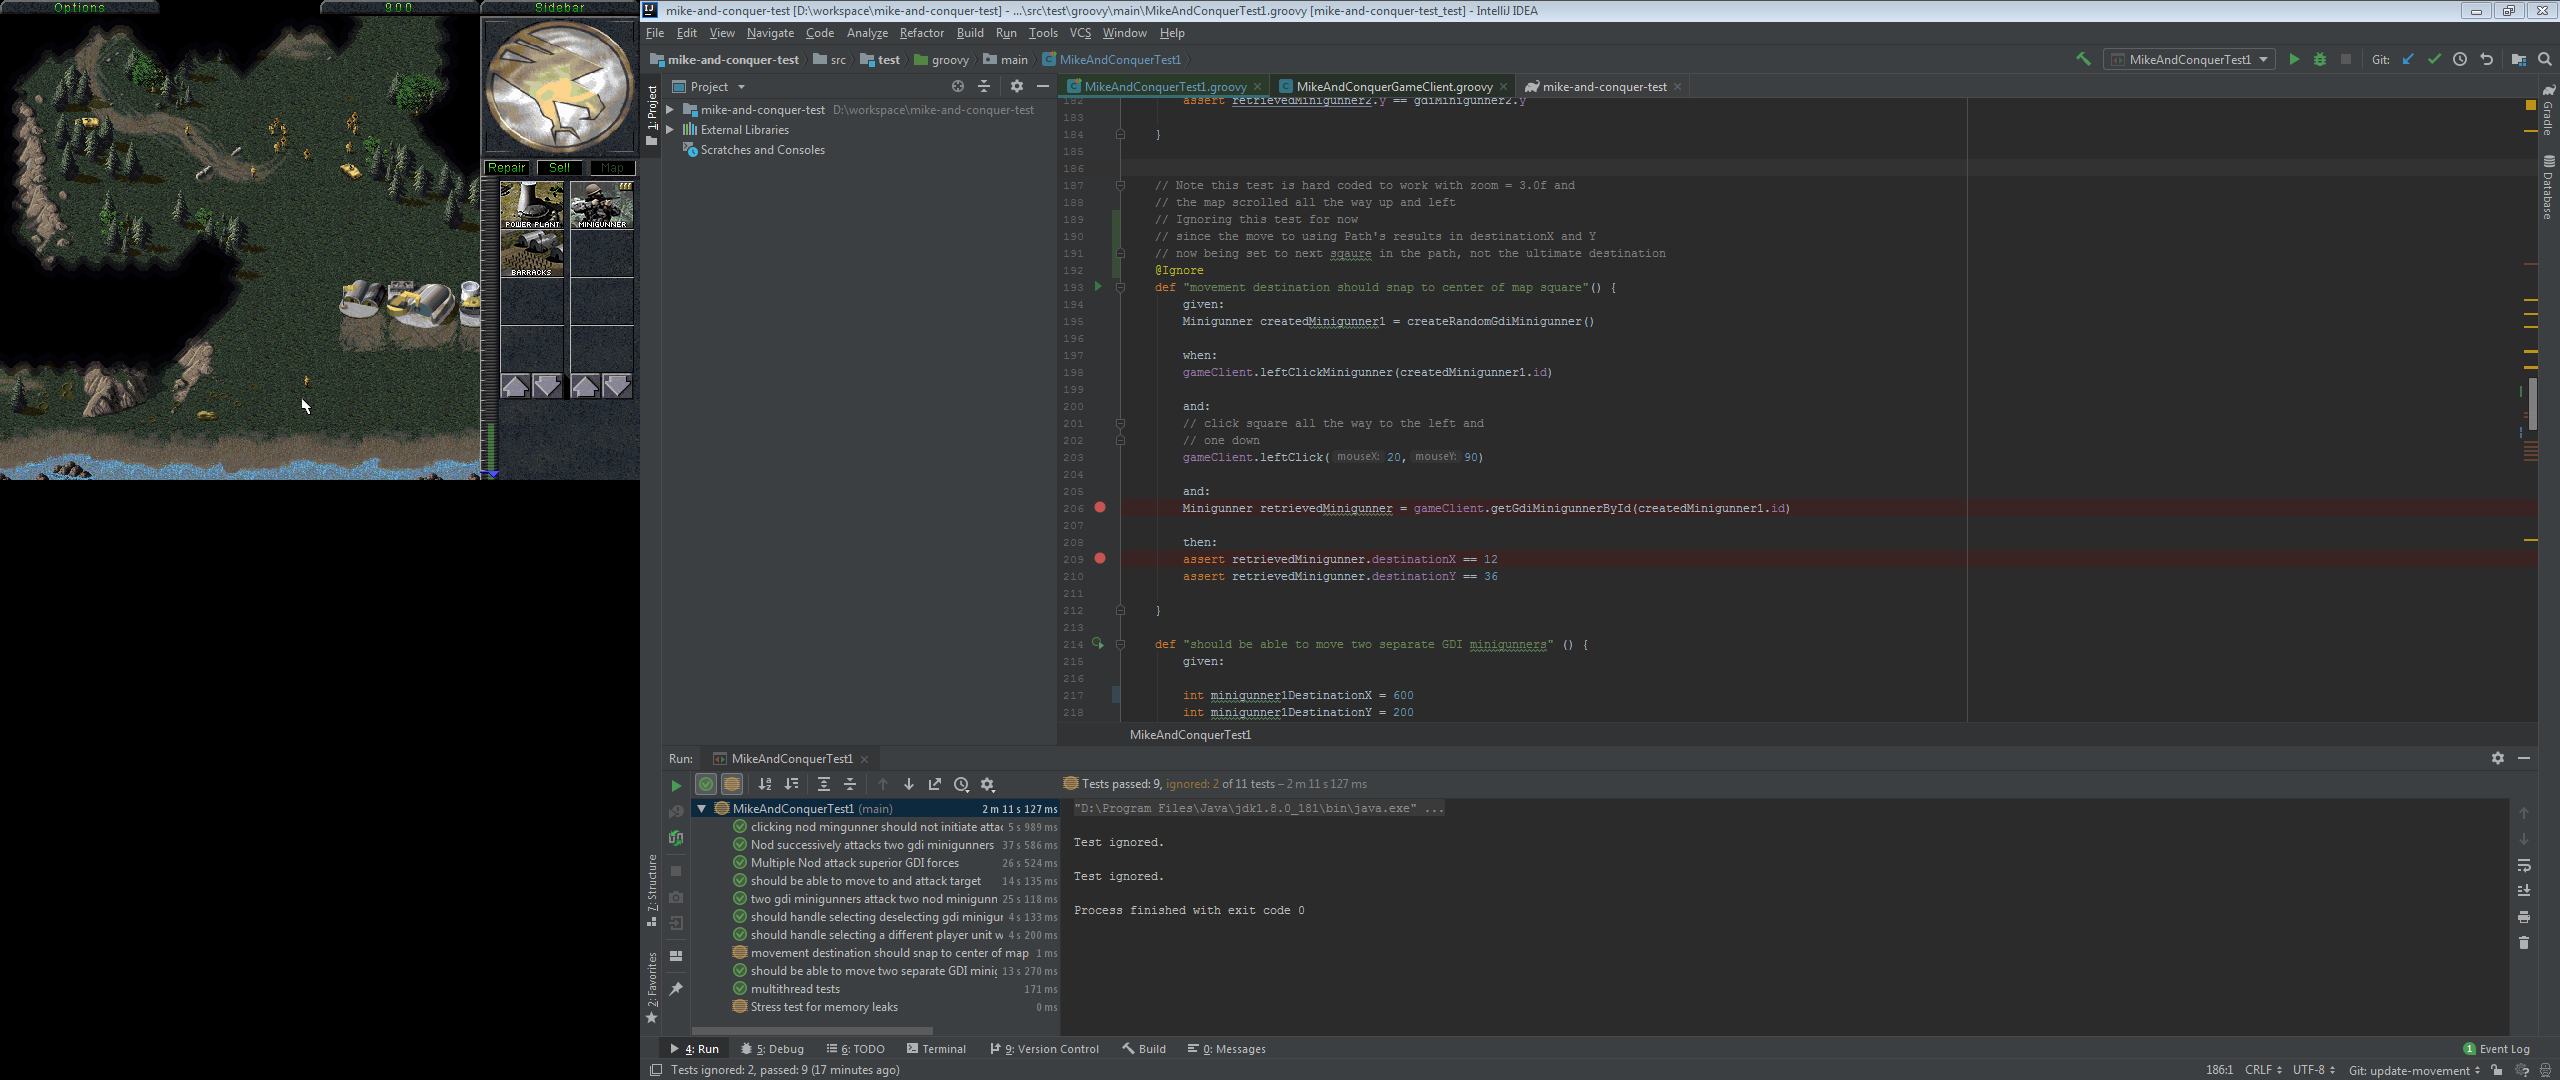 Options
900
Sidebar
Repair
Sell
Map
POWER PLANT
MINIGUNNER
BARRACKS
mike-and-conquer-test [D:\workspace\mike-and-conquer-test] - ...\src\test\groovy\main\MikeAndConquerTest1.groovy [mike-and-conquer-test_test] - IntelliJ IDEA
File Edit View Navigate Code Analyze Refactor Build Run Tools VCS Window Help
mike-and-conquer-test src test groovy main MikeAndConquerTest1
MikeAndConquerTest1
Git:
1: Project
Project
mike-and-conquer-test D:\workspace\mike-and-conquer-test
External Libraries
Scratches and Consoles
MikeAndConquerTest1.groovy
MikeAndConquerGameClient.groovy
mike-and-conquer-test
182 assert retrievedMinigunner2.y == gdiMinigunner2.y
183
184 }
185
186
187 // Note this test is hard coded to work with zoom = 3.0f and
188 // the map scrolled all the way up and left
189 // Ignoring this test for now
190 // since the move to using Path's results in destinationX and Y
191 // now being set to next sqaure in the path, not the ultimate destination
192 @Ignore
193 def "movement destination should snap to center of map square"() {
194 given:
195 Minigunner createdMinigunner1 = createRandomGdiMinigunner()
196
197 when:
198 gameClient.leftClickMinigunner(createdMinigunner1.id)
199
200 and:
201 // click square all the way to the left and
202 // one down
203 gameClient.leftClick( mouseX: 20, mouseY: 90)
204
205 and:
206 Minigunner retrievedMinigunner = gameClient.getGdiMinigunnerById(createdMinigunner1.id)
207
208 then:
209 assert retrievedMinigunner.destinationX == 12
210 assert retrievedMinigunner.destinationY == 36
211
212 }
213
214 def "should be able to move two separate GDI minigunners" () {
215 given:
216
217 int minigunner1DestinationX = 600
218 int minigunner1DestinationY = 200
MikeAndConquerTest1
Gradle
Database
Run: MikeAndConquerTest1
Tests passed: 9, ignored: 2 of 11 tests – 2 m 11 s 127 ms
MikeAndConquerTest1 (main) 2 m 11 s 127 ms
clicking nod mingunner should not initiate attac 5 s 989 ms
Nod successively attacks two gdi minigunners 37 s 586 ms
Multiple Nod attack superior GDI forces 26 s 524 ms
should be able to move to and attack target 14 s 135 ms
two gdi minigunners attack two nod minigunn 25 s 118 ms
should handle selecting deselecting gdi minigur 4 s 133 ms
should handle selecting a different player unit w 4 s 200 ms
movement destination should snap to center of map 1 ms
should be able to move two separate GDI minig 13 s 270 ms
multithread tests 171 ms
Stress test for memory leaks 0 ms
"D:\Program Files\Java\jdk1.8.0_181\bin\java.exe" ...
Test ignored.
Test ignored.
Process finished with exit code 0
7: Structure
2: Favorites
4: Run 5: Debug 6: TODO Terminal 9: Version Control Build 0: Messages
1 Event Log
Tests ignored: 2, passed: 9 (17 minutes ago)
186:1 CRLF UTF-8 Git: update-movement